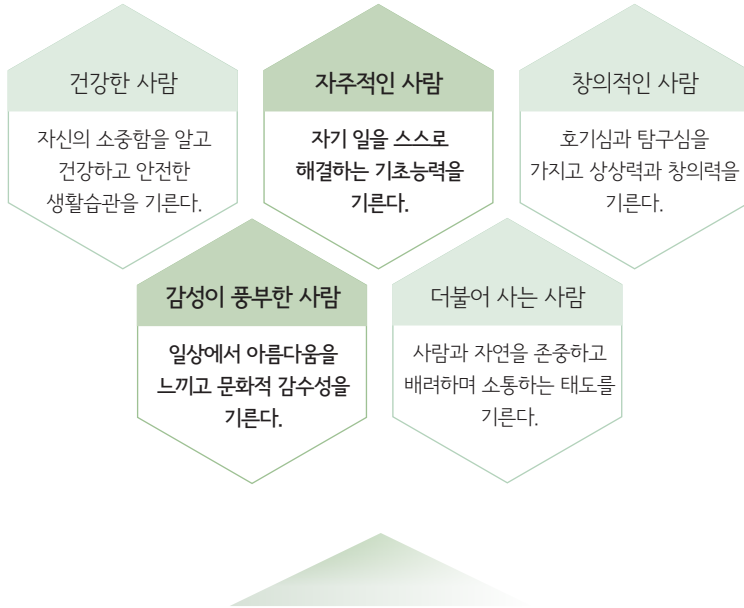 건강한 사람
자신의 소중함을 알고
건강하고 안전한
생활습관을 기른다.
자주적인 사람
자기 일을 스스로
해결하는 기초능력을
기른다.
창의적인 사람
호기심과 탐구심을
가지고 상상력과 창의력을
기른다.
감성이 풍부한 사람
일상에서 아름다움을
느끼고 문화적 감수성을
기른다.
더불어 사는 사람
사람과 자연을 존중하고
배려하며 소통하는 태도를
기른다.